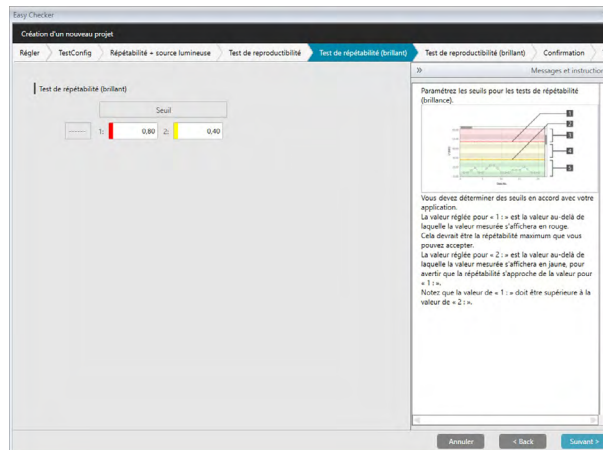 Easy Checker
Création d'un nouveau projet
Régler
TestConfig
Répétabilité + source lumineuse
Test de reproductibilité
Test de répétabilité (brillant)
Test de reproductibilité (brillant)
Confirmation
»
Messages et instruction
Test de répétabilité (brillant)
Seuil
1:
0,80
2:
0,40
Paramétrez les seuils pour les tests de répétabilité
(brillance).
1
2
3
4
5
Vous devez déterminer des seuils en accord avec votre
application.
La valeur réglée pour « 1 : » est la valeur au-delà de
laquelle la valeur mesurée s'affichera en rouge.
Cela devrait être la répétabilité maximum que vous
pouvez accepter.
La valeur réglée pour « 2 : » est la valeur au-delà de
laquelle la valeur mesurée s'affichera en jaune, pour
avertir que la répétabilité s'approche de la valeur pour
« 1 : ».
Notez que la valeur de « 1 : » doit être supérieure à la
valeur de « 2 : ».
Annuler
< Back
Suivant >